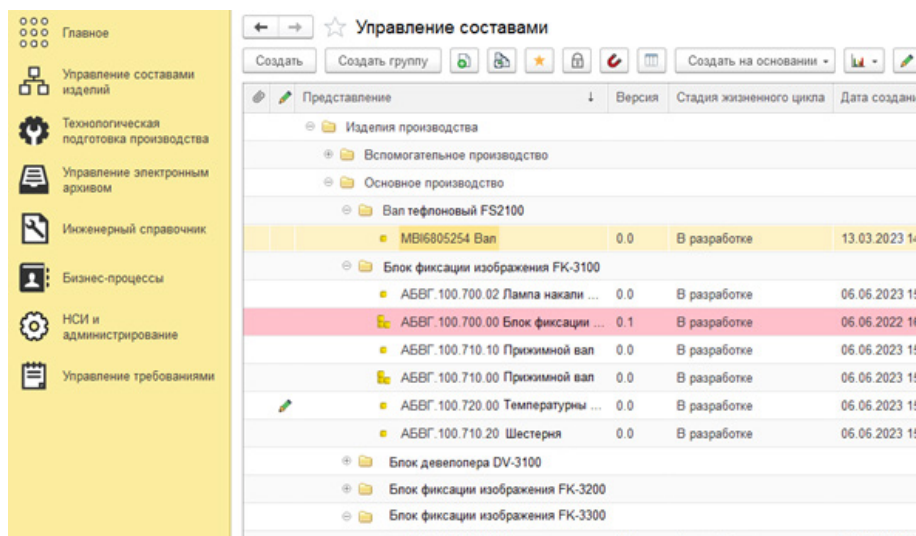 Главное
Управление составами
изделий
Технологическая
подготовка производства
Управление электронным
архивом
Инженерный справочник
Бизнес-процессы
НСИ и
администрирование
Управление требованиями
Управление составами
Создать Создать группу Создать на основании
Представление ↓ Версия Стадия жизненного цикла Дата создань
Изделия производства
Вспомогательное производство
Основное производство
Вал тефлоновый FS2100
MBI6805254 Вал 0.0 В разработке 13.03.2023 14
Блок фиксации изображения FK-3100
АБВГ.100.700.02 Лампа накали ... 0.0 В разработке 06.06.2023 15
АБВГ.100.700.00 Блок фиксации ... 0.1 В разработке 06.06.2022 16
АБВГ.100.710.10 Прижимной вал 0.0 В разработке 06.06.2023 15
АБВГ.100.710.00 Прижимной вал 0.0 В разработке 06.06.2023 15
АБВГ.100.720.00 Температурны ... 0.0 В разработке 06.06.2023 15
АБВГ.100.710.20 Шестерня 0.0 В разработке 06.06.2023 15
Блок девелопера DV-3100
Блок фиксации изображения FK-3200
Блок фиксации изображения FK-3300